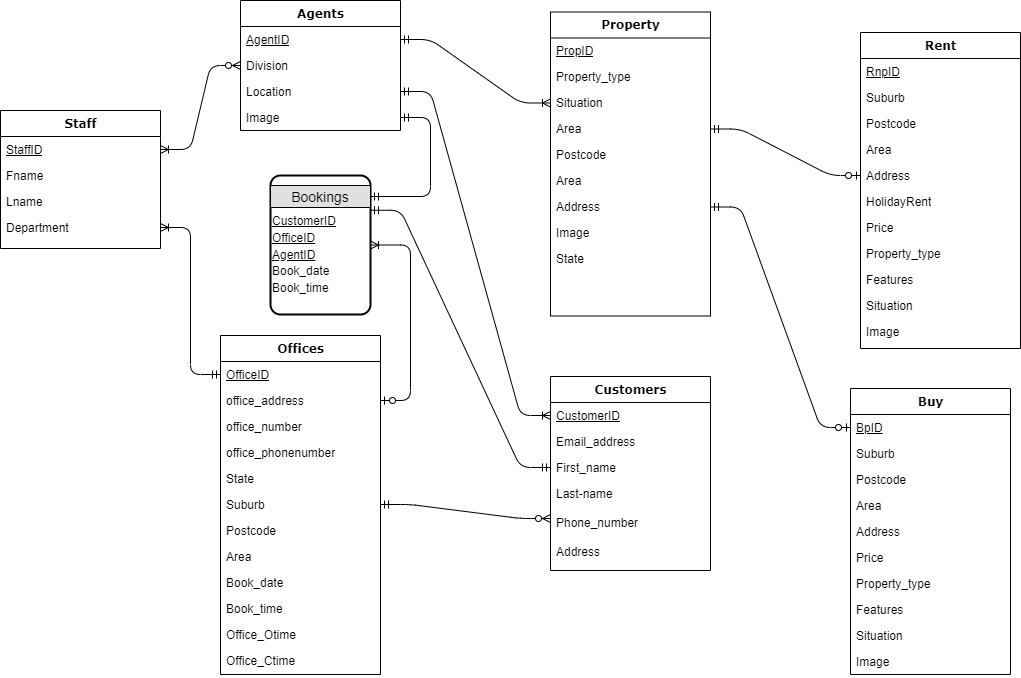 Agents
AgentID
Division
Location
Image
Staff
StaffID
Fname
Lname
Department
Bookings
CustomerID
OfficeID
AgentID
Book_date
Book_time
Offices
OfficeID
office_address
office_number
office_phonenumber
State
Suburb
Postcode
Area
Book_date
Book_time
Office_Otime
Office_Ctime
Property
PropID
Property_type
Situation
Area
Postcode
Area
Address
Image
State
Customers
CustomerID
Email_address
First_name
Last-name
Phone_number
Address
Rent
RnpID
Suburb
Postcode
Area
Address
HolidayRent
Price
Property_type
Features
Situation
Image
Buy
BpID
Suburb
Postcode
Area
Address
Price
Property_type
Features
Situation
Image